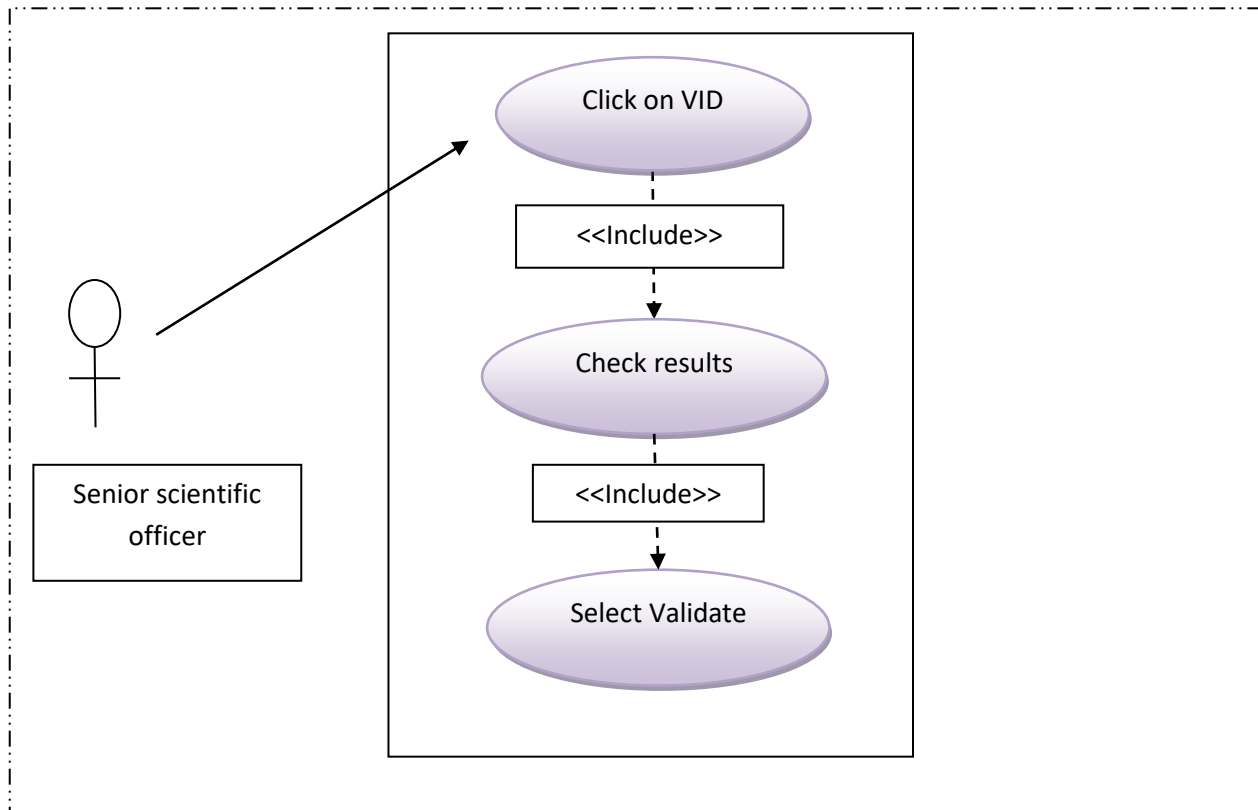 Click on VID
<<Include>>
Check results
<<Include>>
Select Validate
Senior scientific
officer